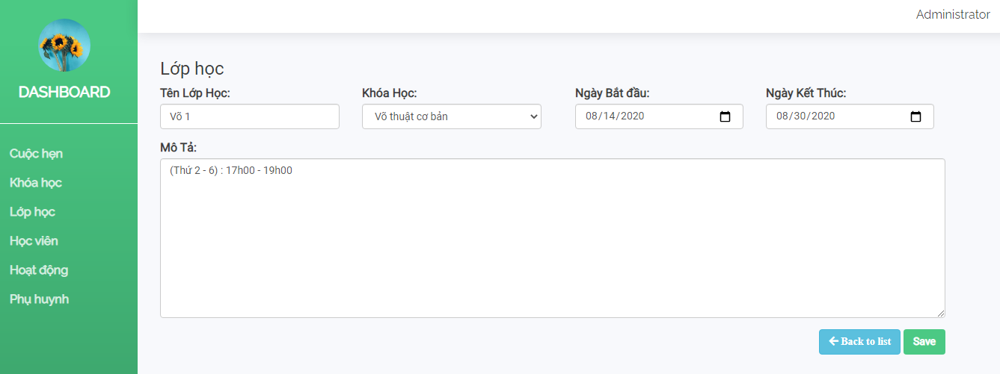 Administrator
DASHBOARD
Cuộc hẹn
Khóa học
Lớp học
Học viên
Hoạt động
Phụ huynh
Lớp học
Tên Lớp Học: Khóa Học: Ngày Bắt đầu: Ngày Kết Thúc:
Võ 1 Võ thuật cơ bản 08/14/2020 08/30/2020
Mô Tả:
(Thứ 2 - 6) : 17h00 - 19h00
Back to list Save